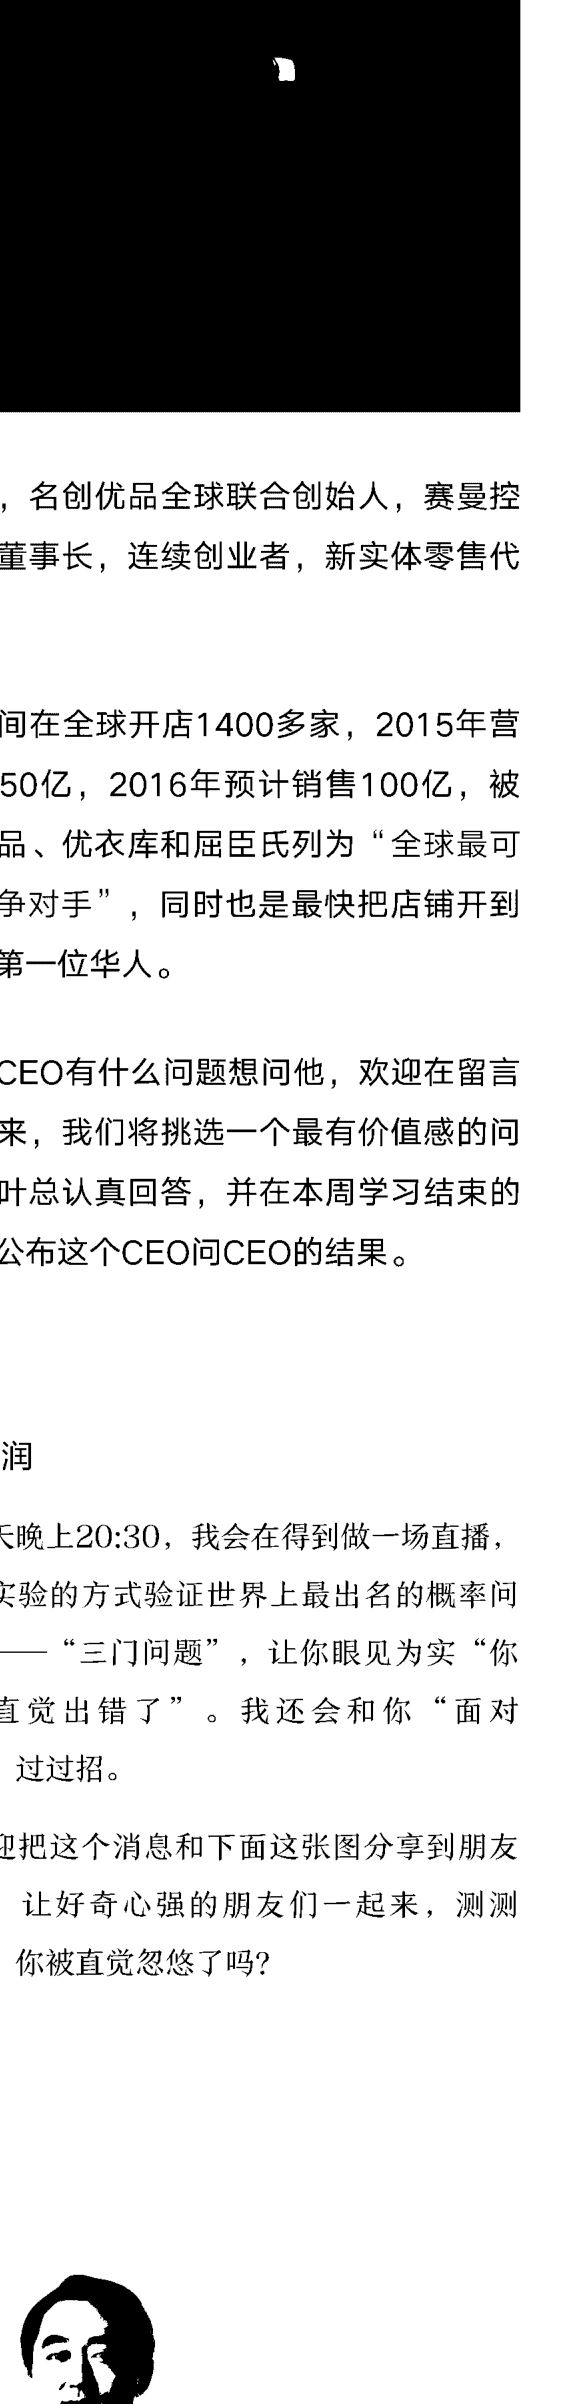 ，名创优品全球联合创始人，赛曼控
董事长，连续创业者，新实体零售代
间在全球开店1400多家，2015年营
50亿，2016年预计销售100亿，被
品、优衣库和屈臣氏列为“全球最可
争对手”，同时也是最快把店铺开到
第一位华人。
CEO有什么问题想问他，欢迎在留言
来，我们将挑选一个最有价值感的问
叶总认真回答，并在本周学习结束的
公布这个CEO问CEO的结果。
润
天晚上20:30，我会在得到做一场直播，
实验的方式验证世界上最出名的概率问
——“三门问题”，让你眼见为实“你
直觉出错了”。我还会和你“面对
过过招。
迎把这个消息和下面这张图分享到朋友
让好奇心强的朋友们一起来，测测
你被直觉忽悠了吗？